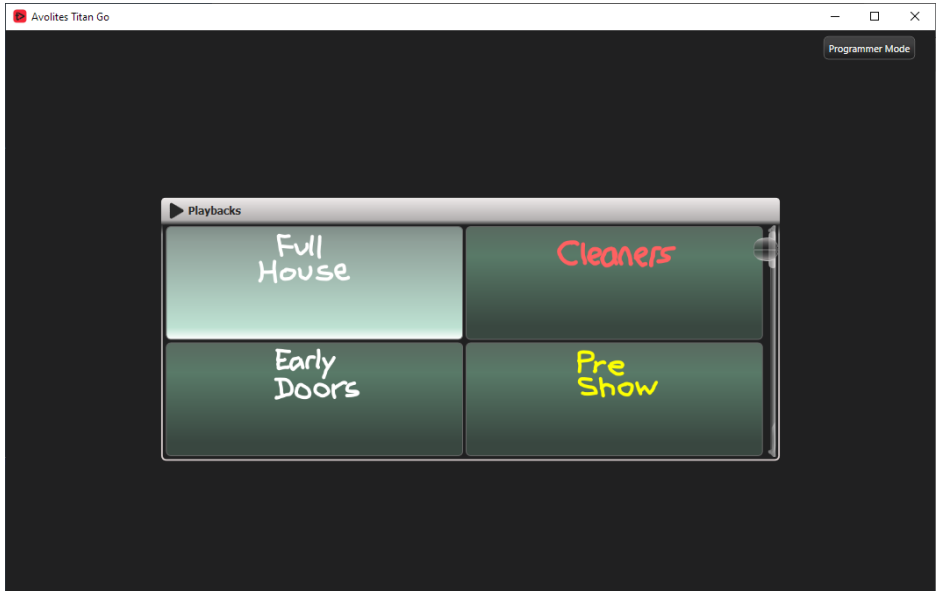 Avolites Titan Go
Programmer Mode
Playbacks
Full
House
Cleaners
Early
Doors
Pre
Show